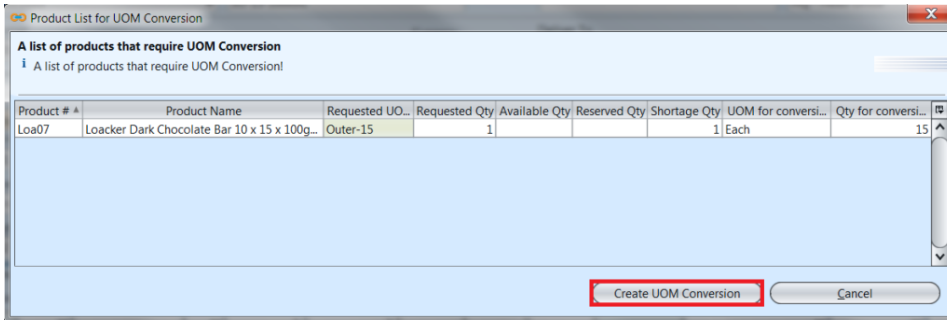 Product List for UOM Conversion
A list of products that require UOM Conversion
A list of products that require UOM Conversion!
Product # Product Name Requested UO... Requested Qty Available Qty Reserved Qty Shortage Qty UOM for conversi... Qty for conversi...
Loa07 Loacker Dark Chocolate Bar 10 x 15 x 100g... Outer-15 1 1 Each 15
Create UOM Conversion Cancel